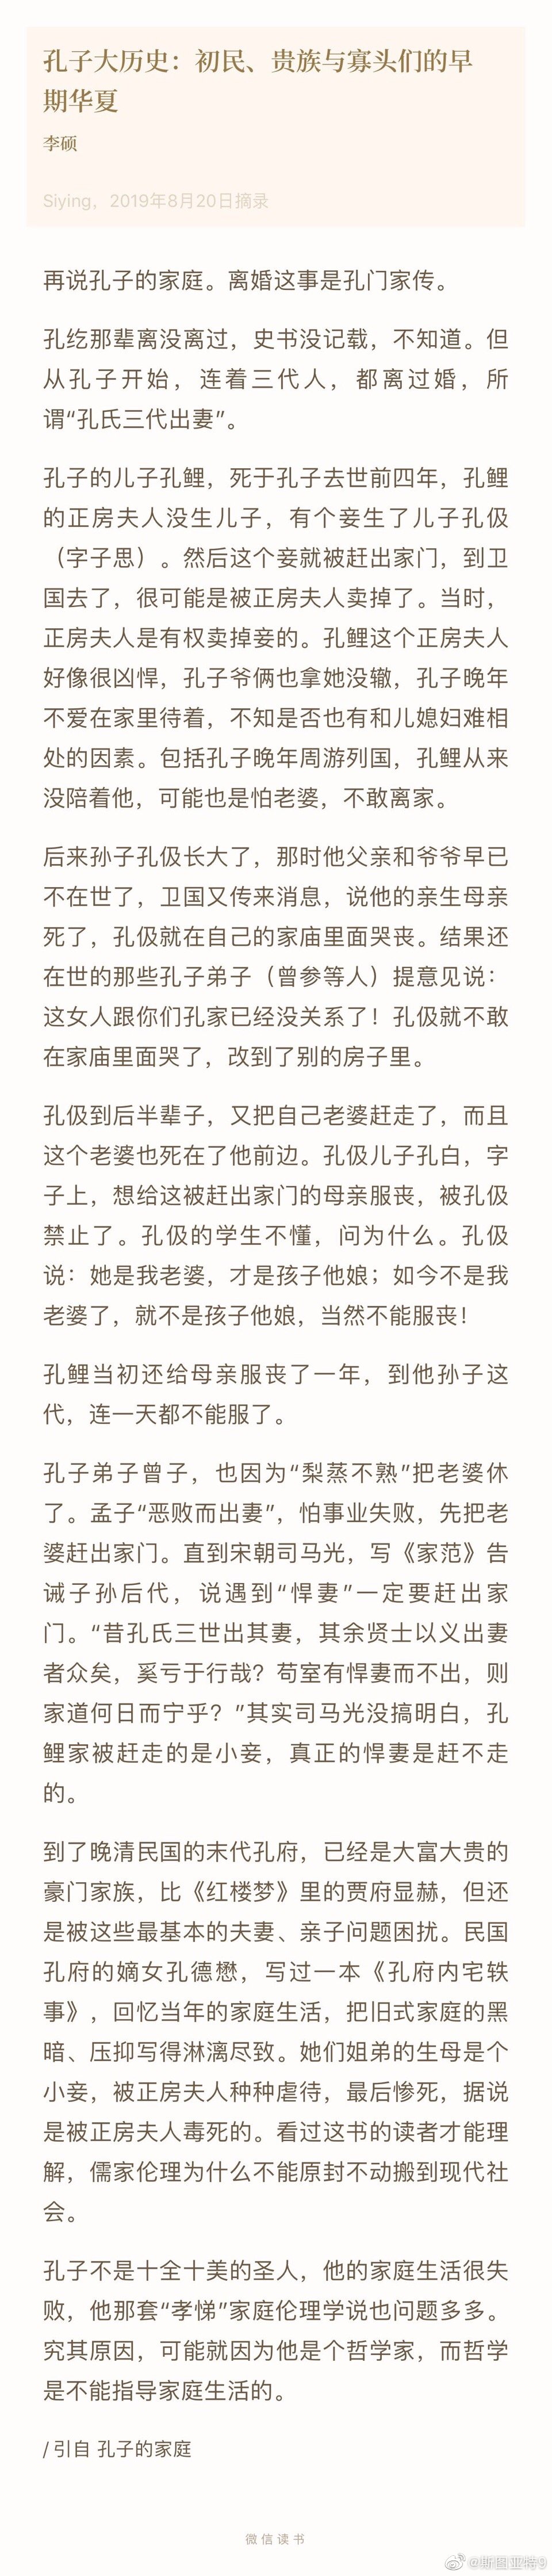 孔子大历史：初民、贵族与寡头们的早
期华夏
李硕
Siying，2019年8月20日摘录
再说孔子的家庭。离婚这事是孔门家传。
孔纥那辈离没离过，史书没记载，不知道。但
从孔子开始，连着三代人，都离过婚，所
谓“孔氏三代出妻”。
孔子的儿子孔鲤，死于孔子去世前四年，孔鲤
的正房夫人没生儿子，有个妾生了儿子孔伋
（字子思）。然后这个妾就被赶出家门，到卫
国去了，很可能是被正房夫人卖掉了。当时，
正房夫人是有权卖掉妾的。孔鲤这个正房夫人
好像很凶悍，孔子爷俩也拿她没辙，孔子晚年
不爱在家里待着，不知是否也有和儿媳妇难相
处的因素。包括孔子晚年周游列国，孔鲤从来
没陪着他，可能也是怕老婆，不敢离家。
后来孙子孔伋长大了，那时他父亲和爷爷早已
不在世了，卫国又传来消息，说他的亲生母亲
死了，孔伋就在自己的家庙里面哭丧。结果还
在世的那些孔子弟子（曾参等人）提意见说：
这女人跟你们孔家已经没关系了！孔伋就不敢
在家庙里面哭了，改到了别的房子里。
孔伋到后半辈子，又把自己老婆赶走了，而且
这个老婆也死在了他前边。孔伋儿子孔白，字
子上，想给这被赶出家门的母亲服丧，被孔伋
禁止了。孔伋的学生不懂，问为什么。孔伋
说：她是我老婆，才是孩子他娘；如今不是我
老婆了，就不是孩子他娘，当然不能服丧！
孔鲤当初还给母亲服丧了一年，到他孙子这
代，连一天都不能服了。
孔子弟子曾子，也因为“梨蒸不熟”把老婆休
了。孟子“恶败而出妻”，怕事业失败，先把老
婆赶出家门。直到宋朝司马光，写《家范》告
诫子孙后代，说遇到“悍妻”一定要赶出家
门。“昔孔氏三世出其妻，其余贤士以义出妻
者众矣，奚亏于行哉？苟室有悍妻而不出，则
家道何日而宁乎？”其实司马光没搞明白，孔
鲤家被赶走的是小妾，真正的悍妻是赶不走
的。
到了晚清民国的末代孔府，已经是大富大贵的
豪门家族，比《红楼梦》里的贾府显赫，但还
是被这些最基本的夫妻、亲子问题困扰。民国
孔府的嫡女孔德懋，写过一本《孔府内宅轶
事》，回忆当年的家庭生活，把旧式家庭的黑
暗、压抑写得淋漓尽致。她们姐弟的生母是个
小妾，被正房夫人种种虐待，最后惨死，据说
是被正房夫人毒死的。看过这书的读者才能理
解，儒家伦理为什么不能原封不动搬到现代社
会。
孔子不是十全十美的圣人，他的家庭生活很失
败，他那套“孝悌”家庭伦理学说也问题多多。
究其原因，可能就因为他是个哲学家，而哲学
是不能指导家庭生活的。
/ 引自 孔子的家庭
微信读书
@斯图亚特9